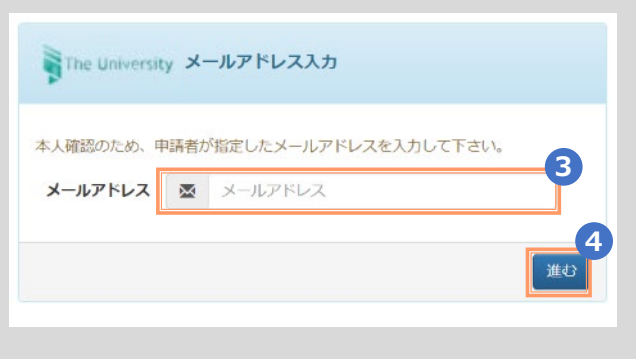 The University メールアドレス入力
本人確認のため、申請者が指定したメールアドレスを入力して下さい。
3
メールアドレス メールアドレス
4
進む